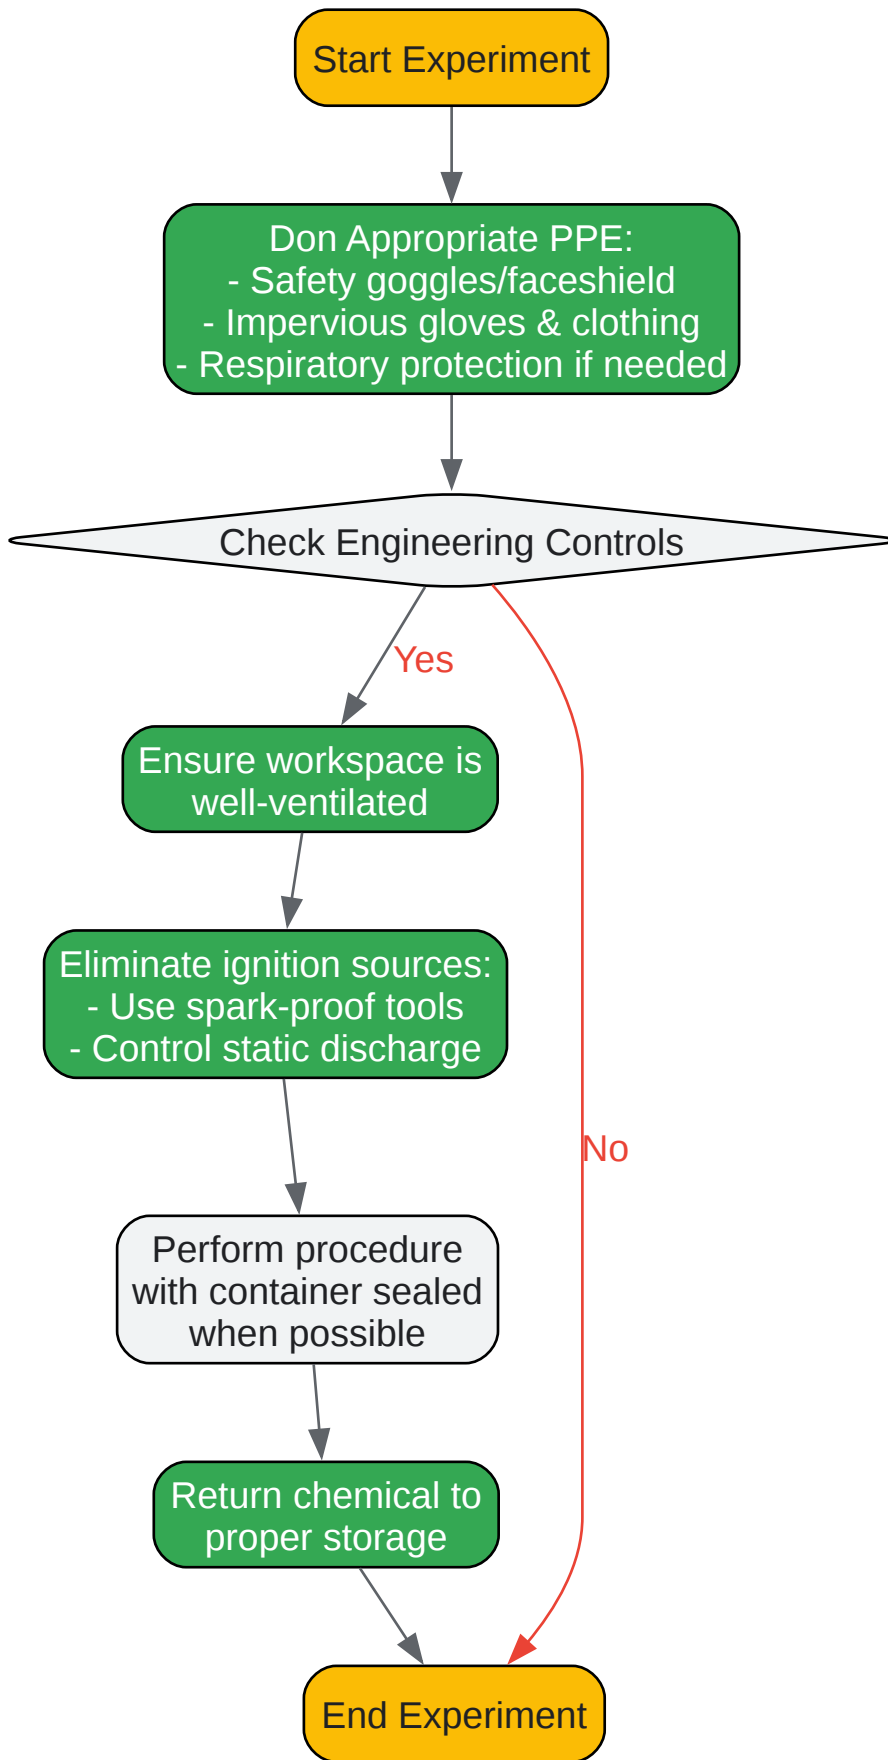 Start Experiment
Don Appropriate PPE:
- Safety goggles/faceshield
- Impervious gloves & clothing
- Respiratory protection if needed
Check Engineering Controls
Yes
Ensure workspace is
well-ventilated
Eliminate ignition sources:
- Use spark-proof tools
- Control static discharge
No
Perform procedure
with container sealed
when possible
Return chemical to
proper storage
End Experiment